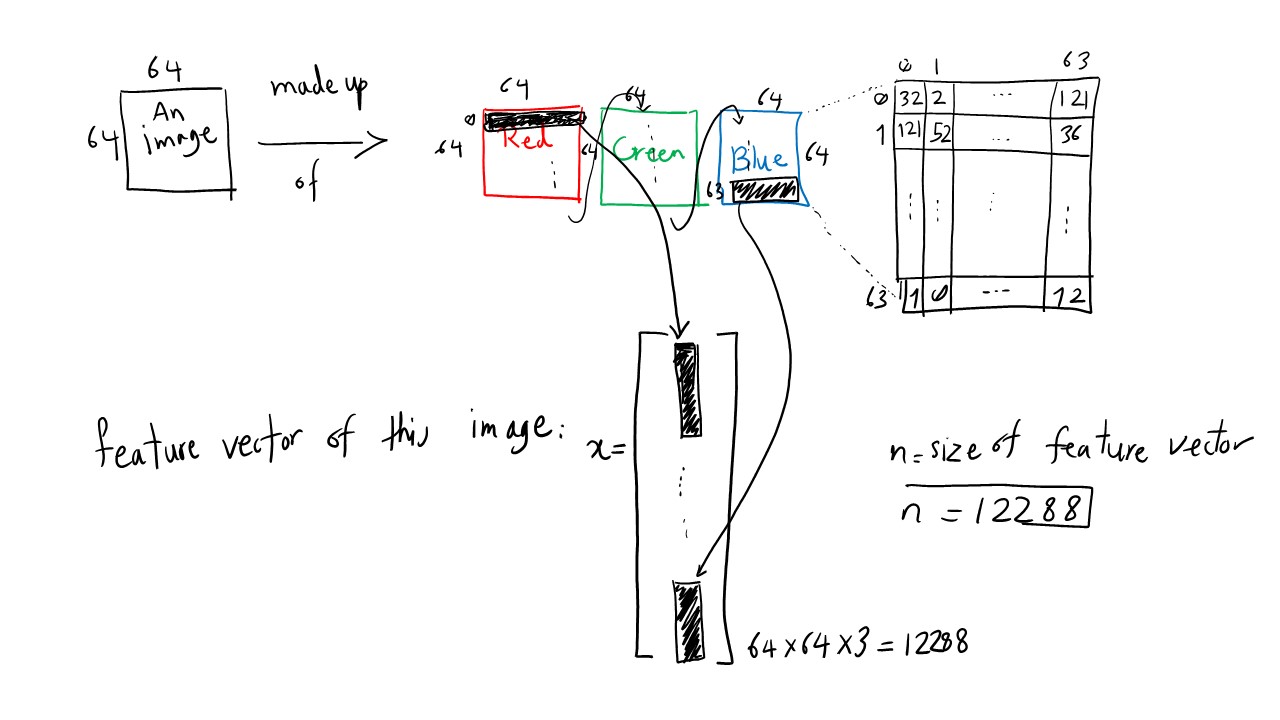 64
64
An
image
made up
of
64
0
64
Red
64
64
Green
64
63
Blue
64
0 1 63
0 32 2 ... 121
1 121 52 ... 36
63 1 0 ... 12
feature vector of this image: x=
n=size of feature vector
n = 12288
64×64×3=12288